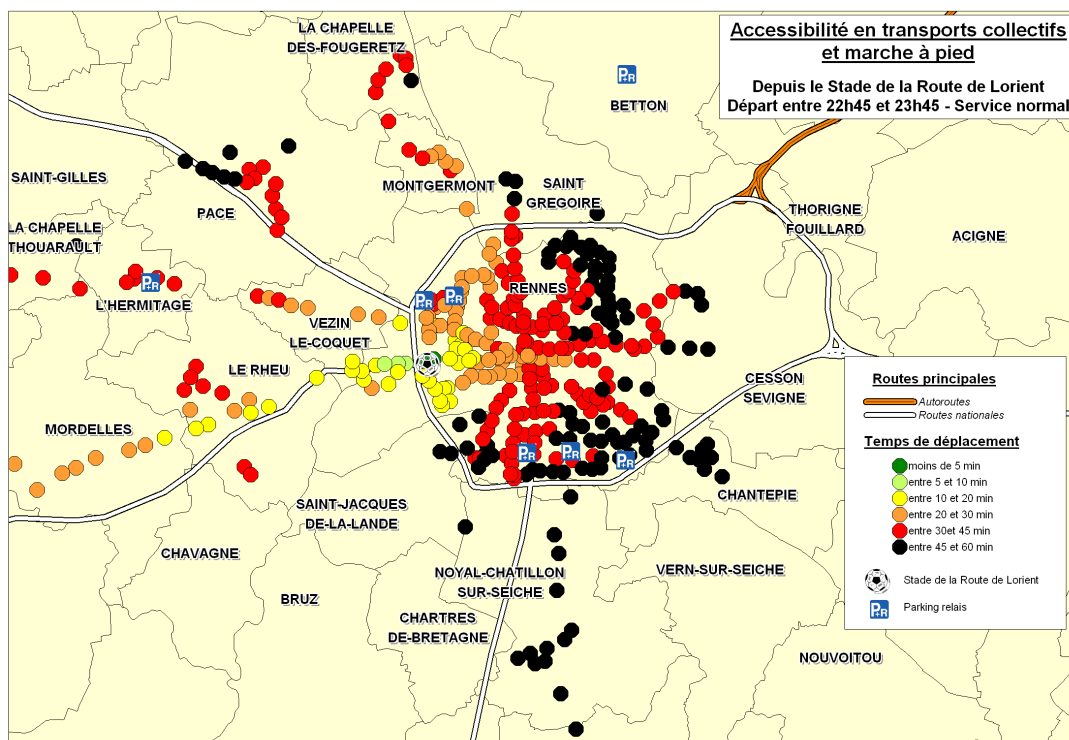 Accessibilité en transports collectifs
et marche à pied
Depuis le Stade de la Route de Lorient
Départ entre 22h45 et 23h45 - Service normal
LA CHAPELLE
DES-FOUGERETZ
P+R
BETTON
SAINT-GILLES
MONTGERMONT
SAINT
GREGOIRE
PACE
THORIGNE
FOUILLARD
LA CHAPELLE
THOUARAULT
ACIGNE
P+R
L'HERMITAGE
P+R
P+R
RENNES
VEZIN
LE-COQUET
LE RHEU
CESSON
SEVIGNE
MORDELLES
P+R
P+R
P+R
CHANTEPIE
SAINT-JACQUES
DE-LA-LANDE
CHAVAGNE
NOYAL-CHATILLON
SUR-SEICHE
VERN-SUR-SEICHE
BRUZ
CHARTRES
DE-BRETAGNE
NOUVOITOU
Routes principales
Autoroutes
Routes nationales
Temps de déplacement
moins de 5 min
entre 5 et 10 min
entre 10 et 20 min
entre 20 et 30 min
entre 30et 45 min
entre 45 et 60 min
Stade de la Route de Lorient
P+R
Parking relais